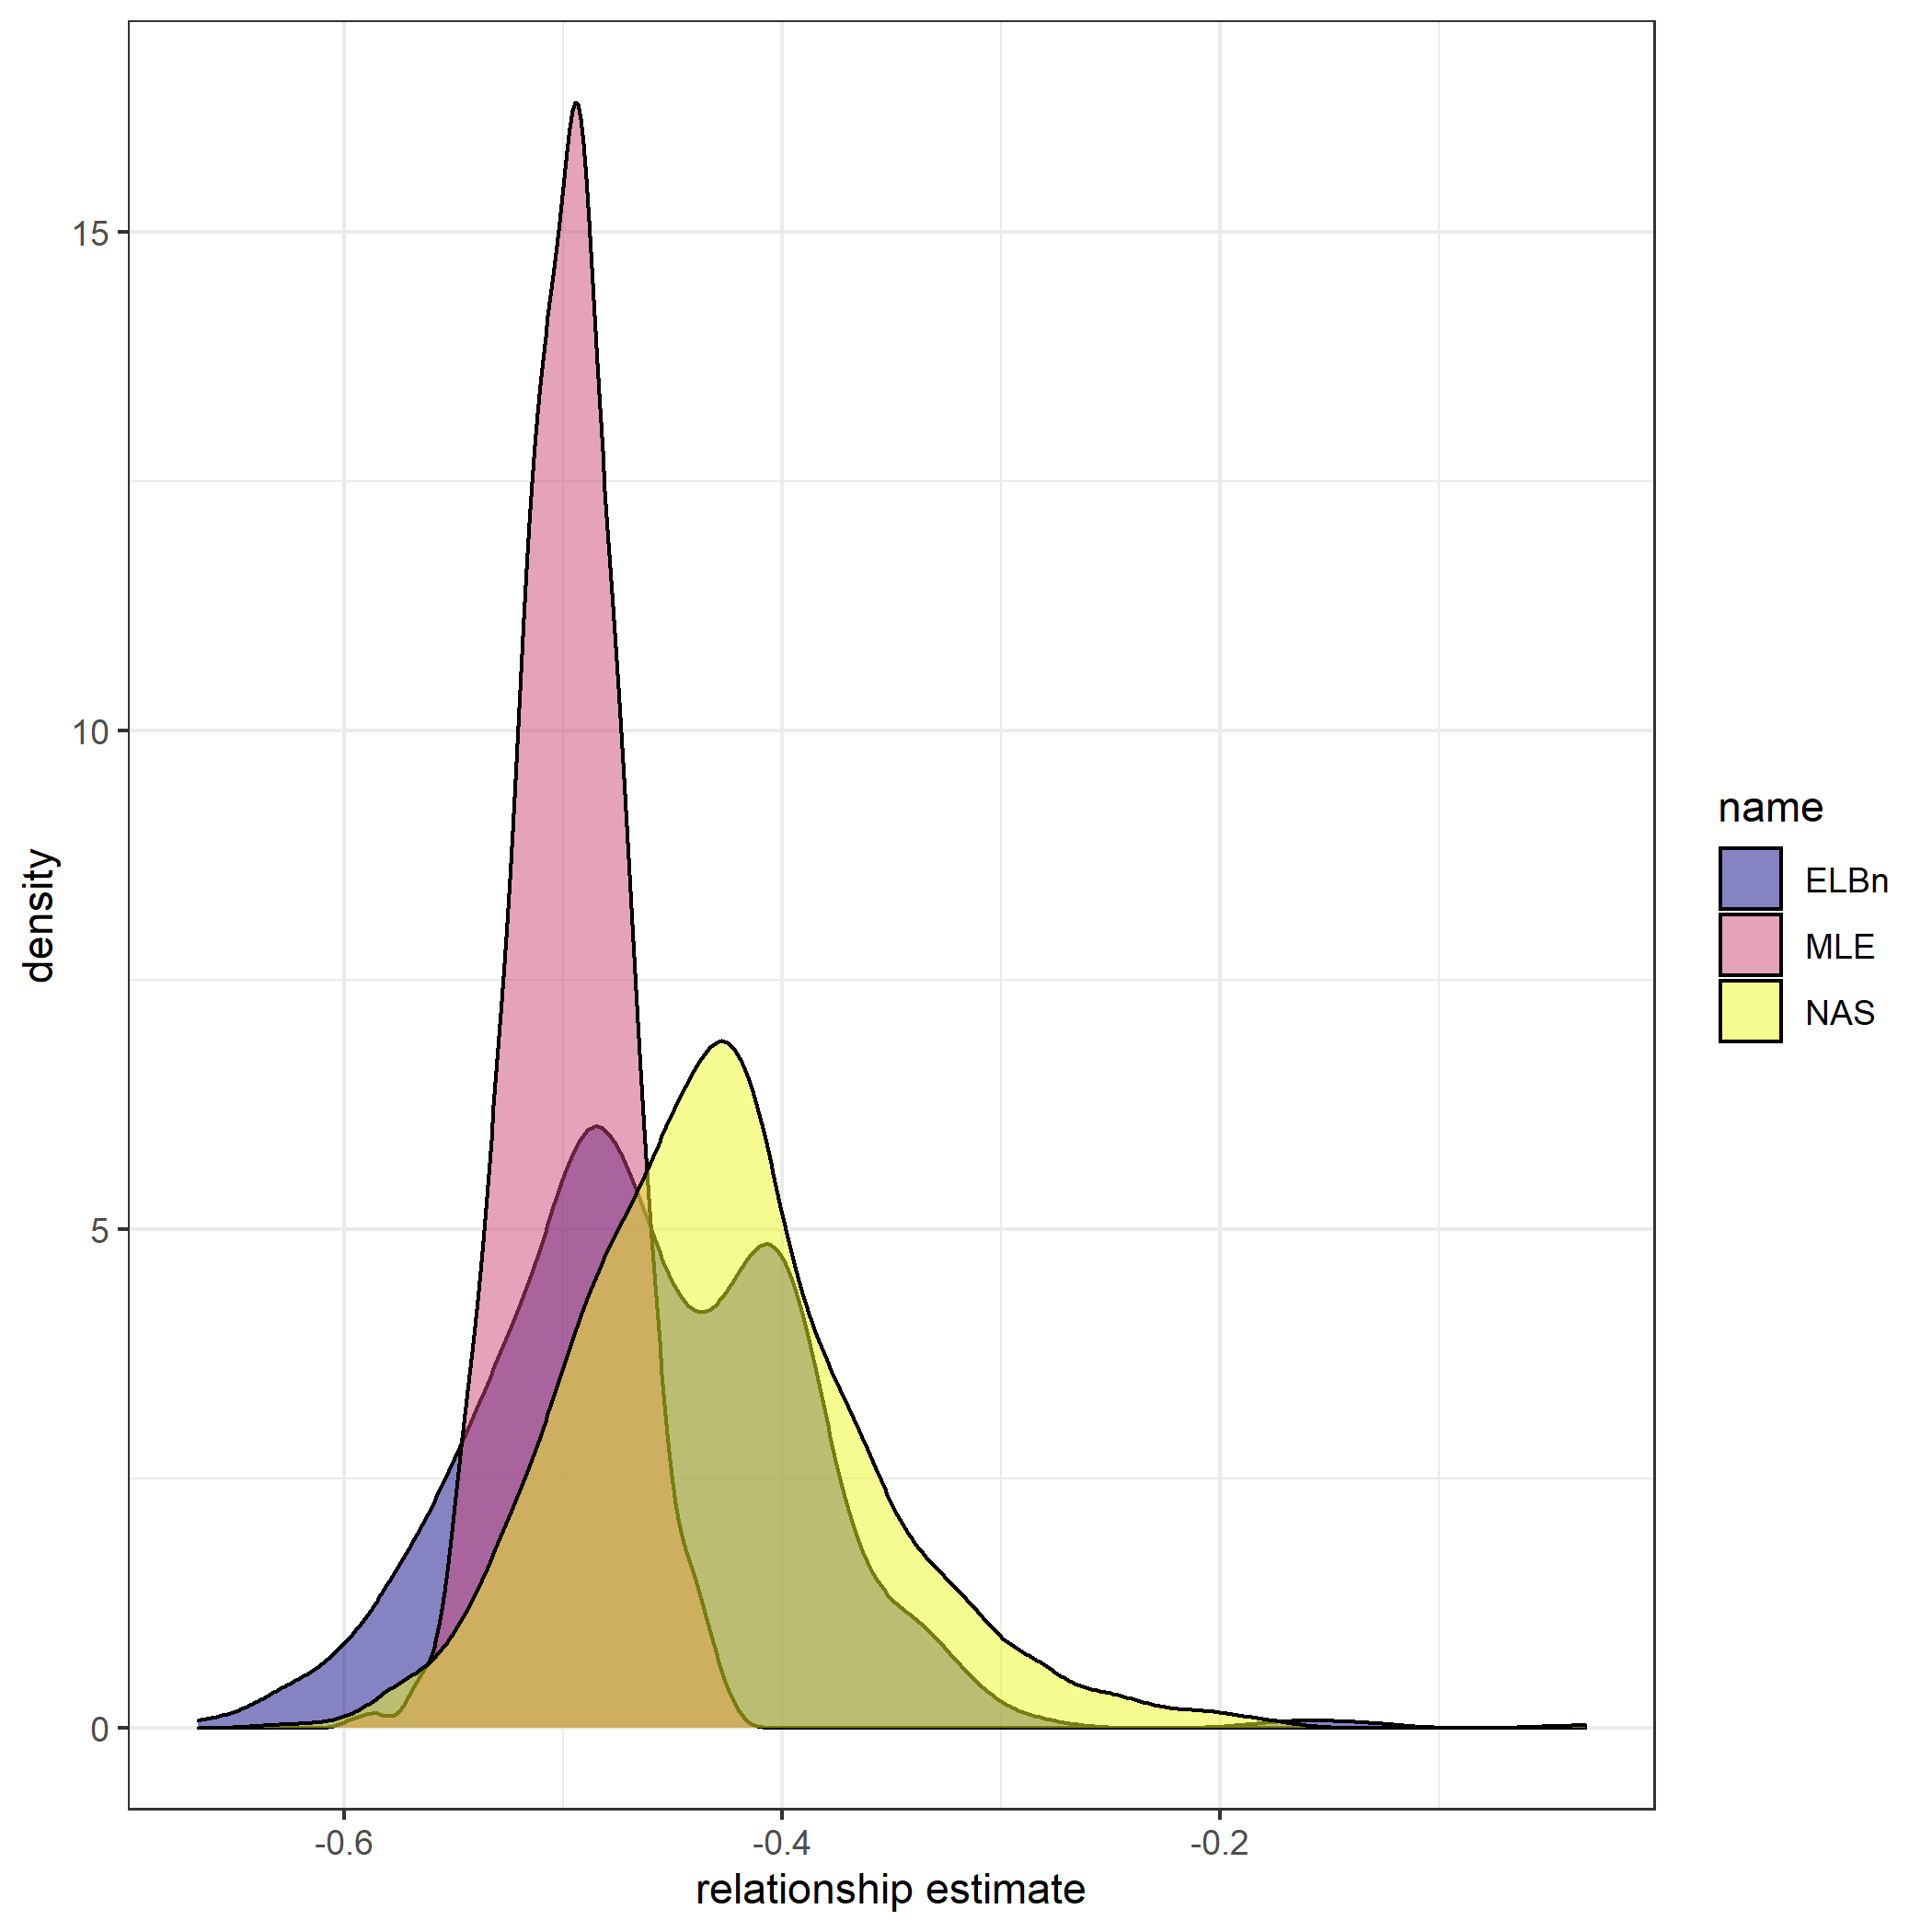 15
10
5
0
density
-0.6
-0.4
-0.2
relationship estimate
name
ELBn
MLE
NAS